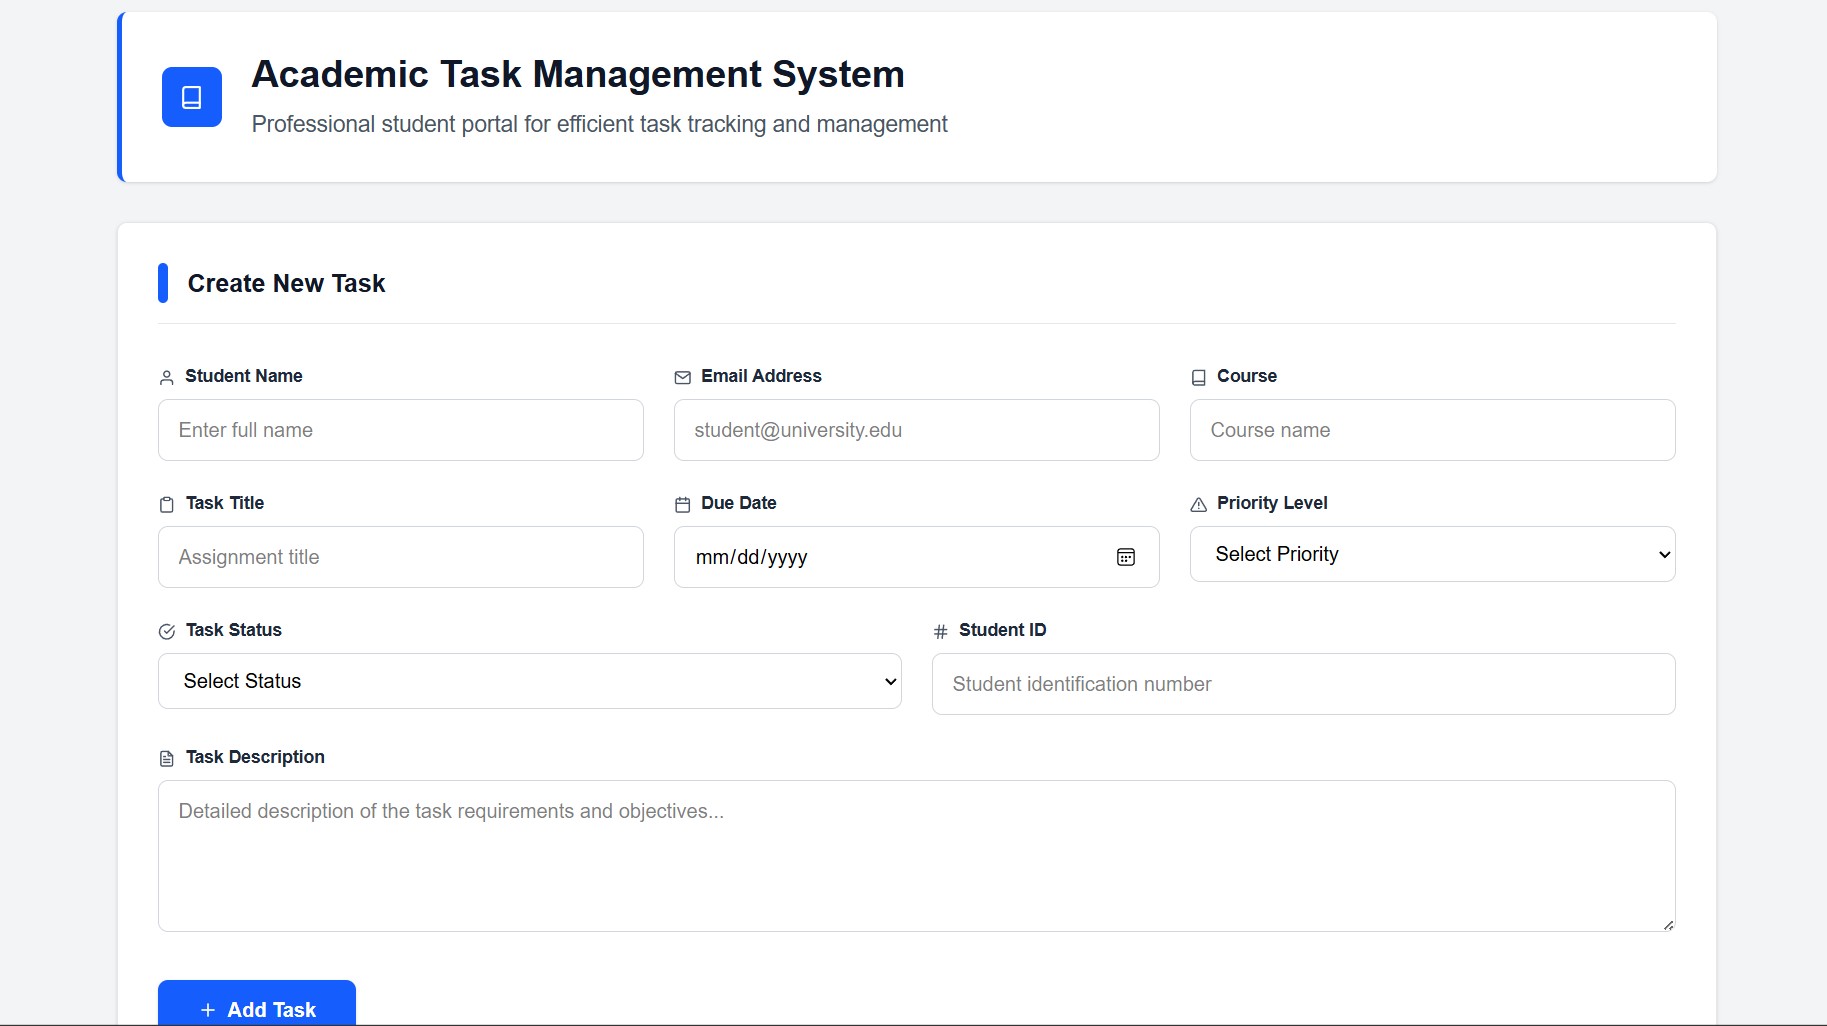 Academic Task Management System
Professional student portal for efficient task tracking and management
Create New Task
Student Name
Email Address
Course
Enter full name
student@university.edu
Course name
Task Title
Due Date
Priority Level
Assignment title
mm/dd/yyyy
Select Priority
Task Status
Student ID
Select Status
Student identification number
Task Description
Detailed description of the task requirements and objectives...
+ Add Task